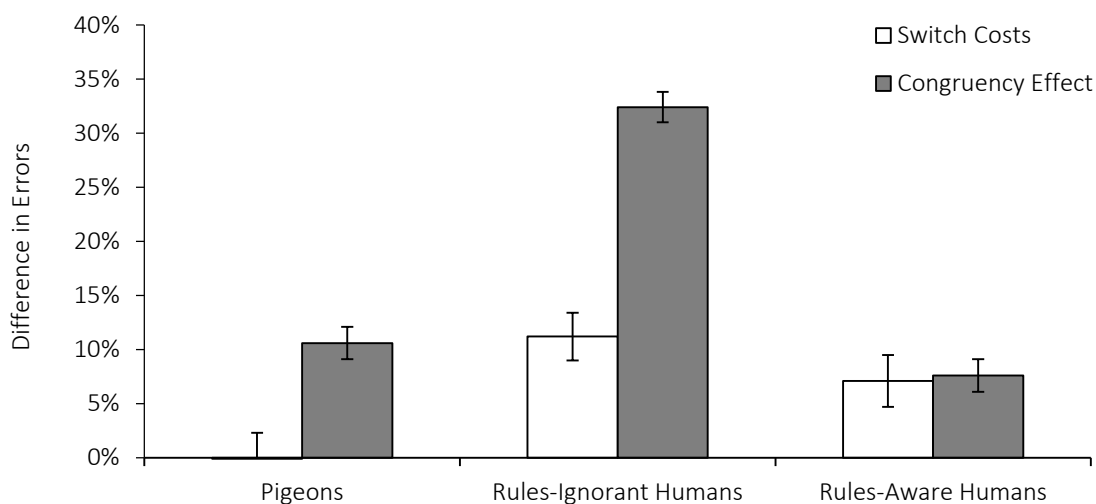 40%
Switch Costs
35%
Congruency Effect
30%
25%
20%
15%
10%
5%
0%
Difference in Errors
Pigeons
Rules-Ignorant Humans
Rules-Aware Humans